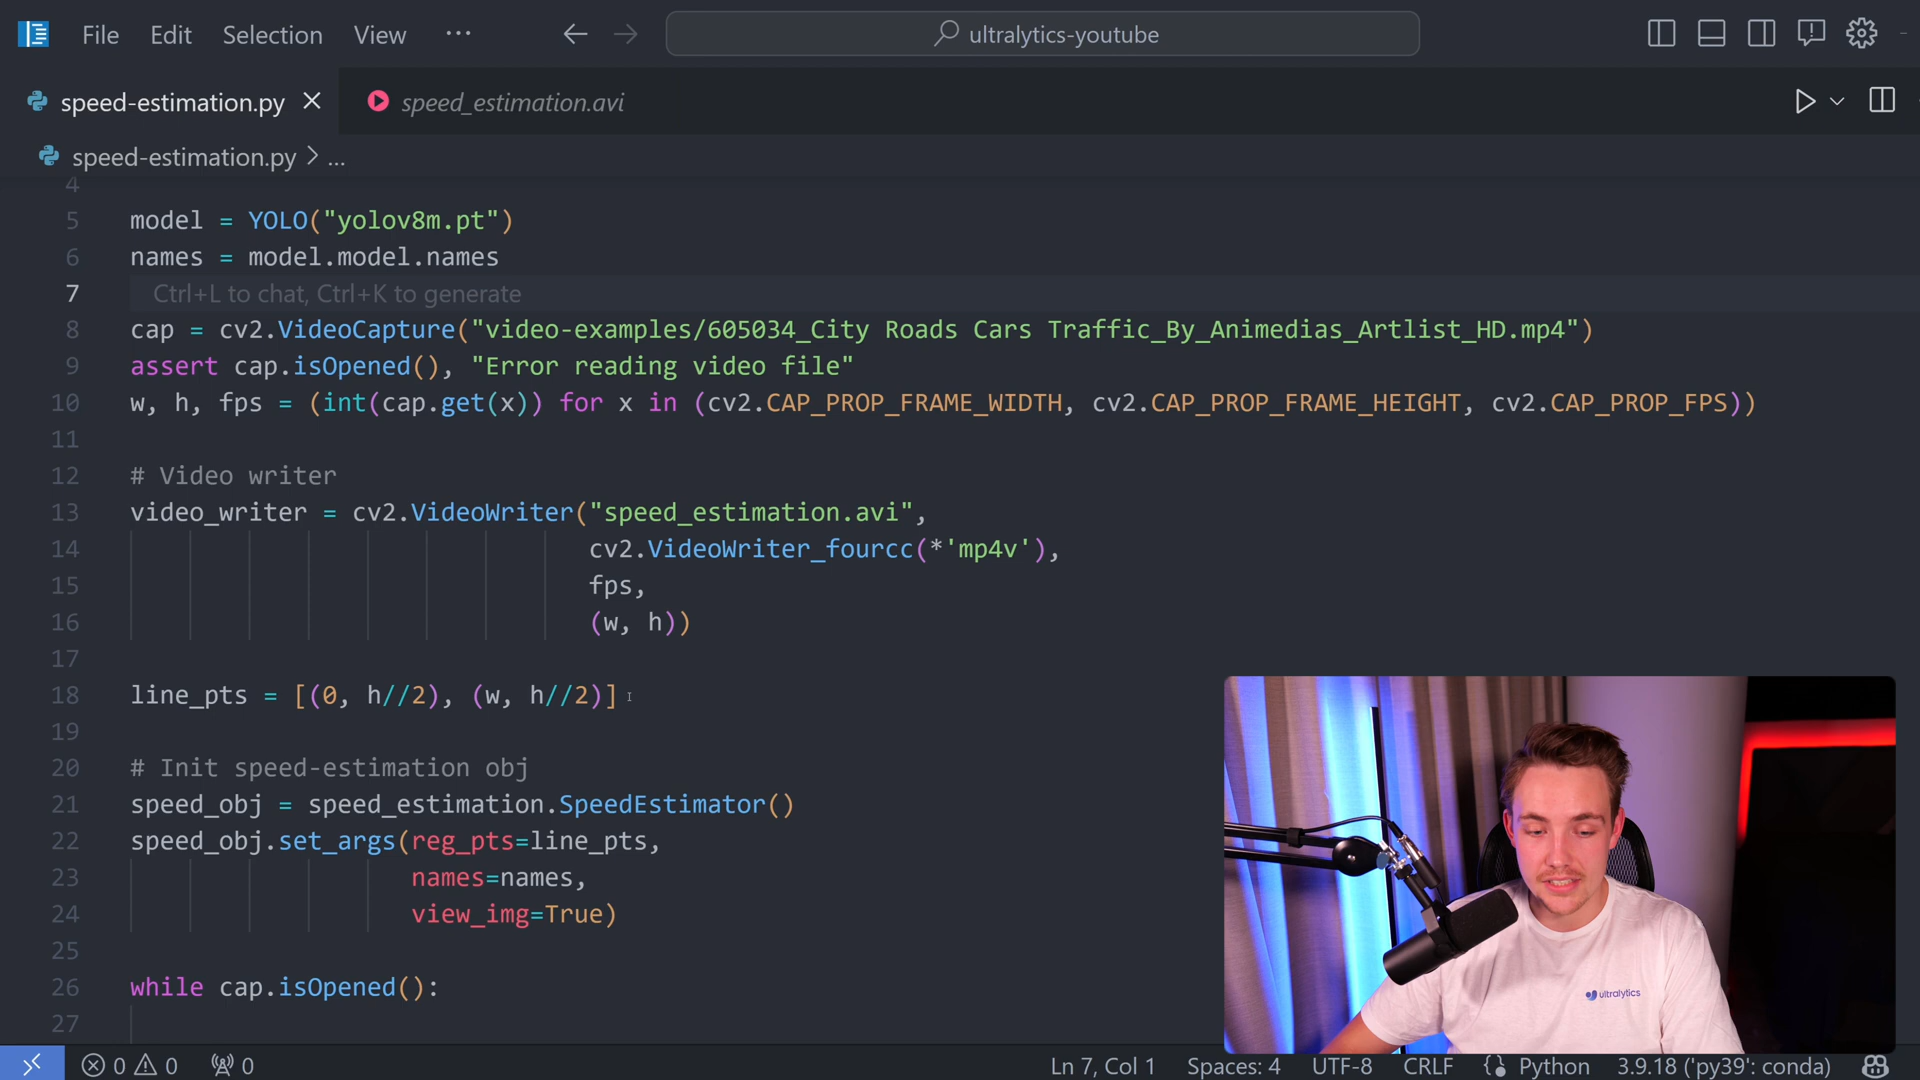 File Edit Selection View ··· ultralytics-youtube
speed-estimation.py speed_estimation.avi
speed-estimation.py > ...
4
5 model = YOLO("yolov8m.pt")
6 names = model.model.names
7 Ctrl+L to chat, Ctrl+K to generate
8 cap = cv2.VideoCapture("video-examples/605034_City Roads Cars Traffic_By_Animedias_Artlist_HD.mp4")
9 assert cap.isOpened(), "Error reading video file"
10 w, h, fps = (int(cap.get(x)) for x in (cv2.CAP_PROP_FRAME_WIDTH, cv2.CAP_PROP_FRAME_HEIGHT, cv2.CAP_PROP_FPS))
11
12 # Video writer
13 video_writer = cv2.VideoWriter("speed_estimation.avi",
14 cv2.VideoWriter_fourcc(*'mp4v'),
15 fps,
16 (w, h))
17
18 line_pts = [(0, h//2), (w, h//2)]
19
20 # Init speed-estimation obj
21 speed_obj = speed_estimation.SpeedEstimator()
22 speed_obj.set_args(reg_pts=line_pts,
23 names=names,
24 view_img=True)
25
26 while cap.isOpened():
27
ultralytics
0 0 0 Ln 7, Col 1 Spaces: 4 UTF-8 CRLF Python 3.9.18 ('py39': conda)